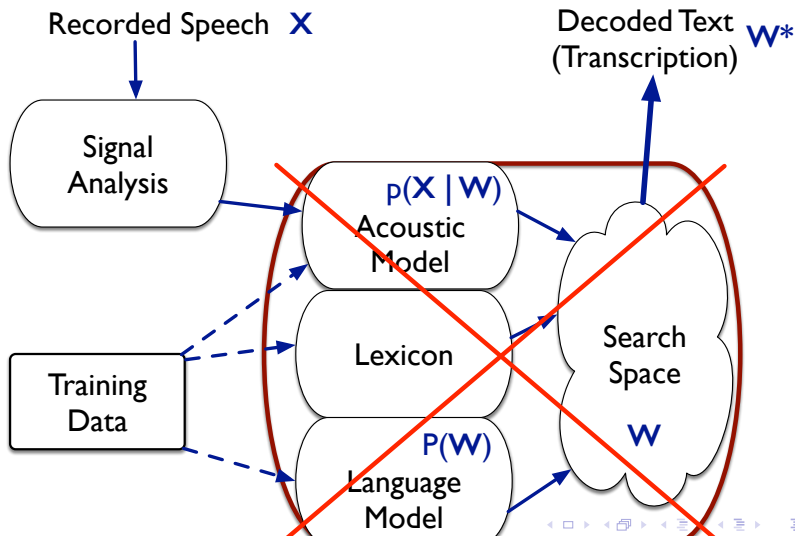 Recorded Speech X
Decoded Text
(Transcription) W*
Signal
Analysis
p(X | W)
Acoustic
Model
Lexicon
Search
Space
W
Training
Data
P(W)
Language
Model